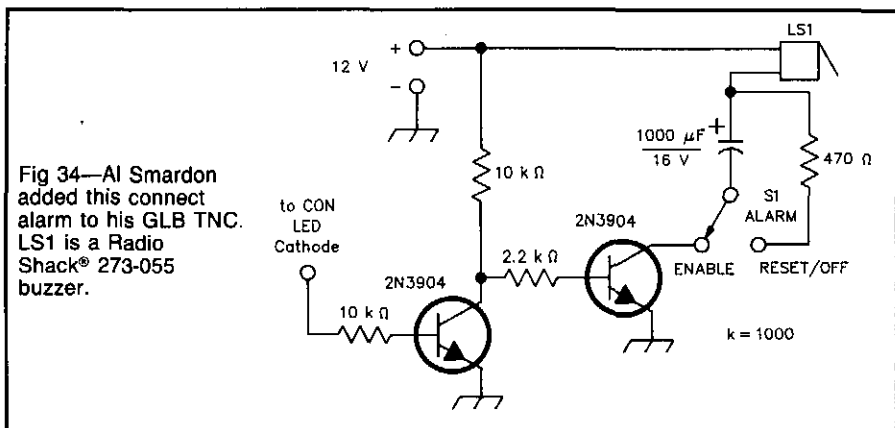 LS1
+
12 V
-
1000 µF
+
16 V
470 Ω
10 k Ω
Fig 34—Al Smardon
added this connect
alarm to his GLB TNC.
LS1 is a Radio
Shack® 273-055
buzzer.
to CON
LED
Cathode
2N3904
S1
ALARM
2.2 k Ω
ENABLE
RESET/OFF
2N3904
10 k Ω
k = 1000